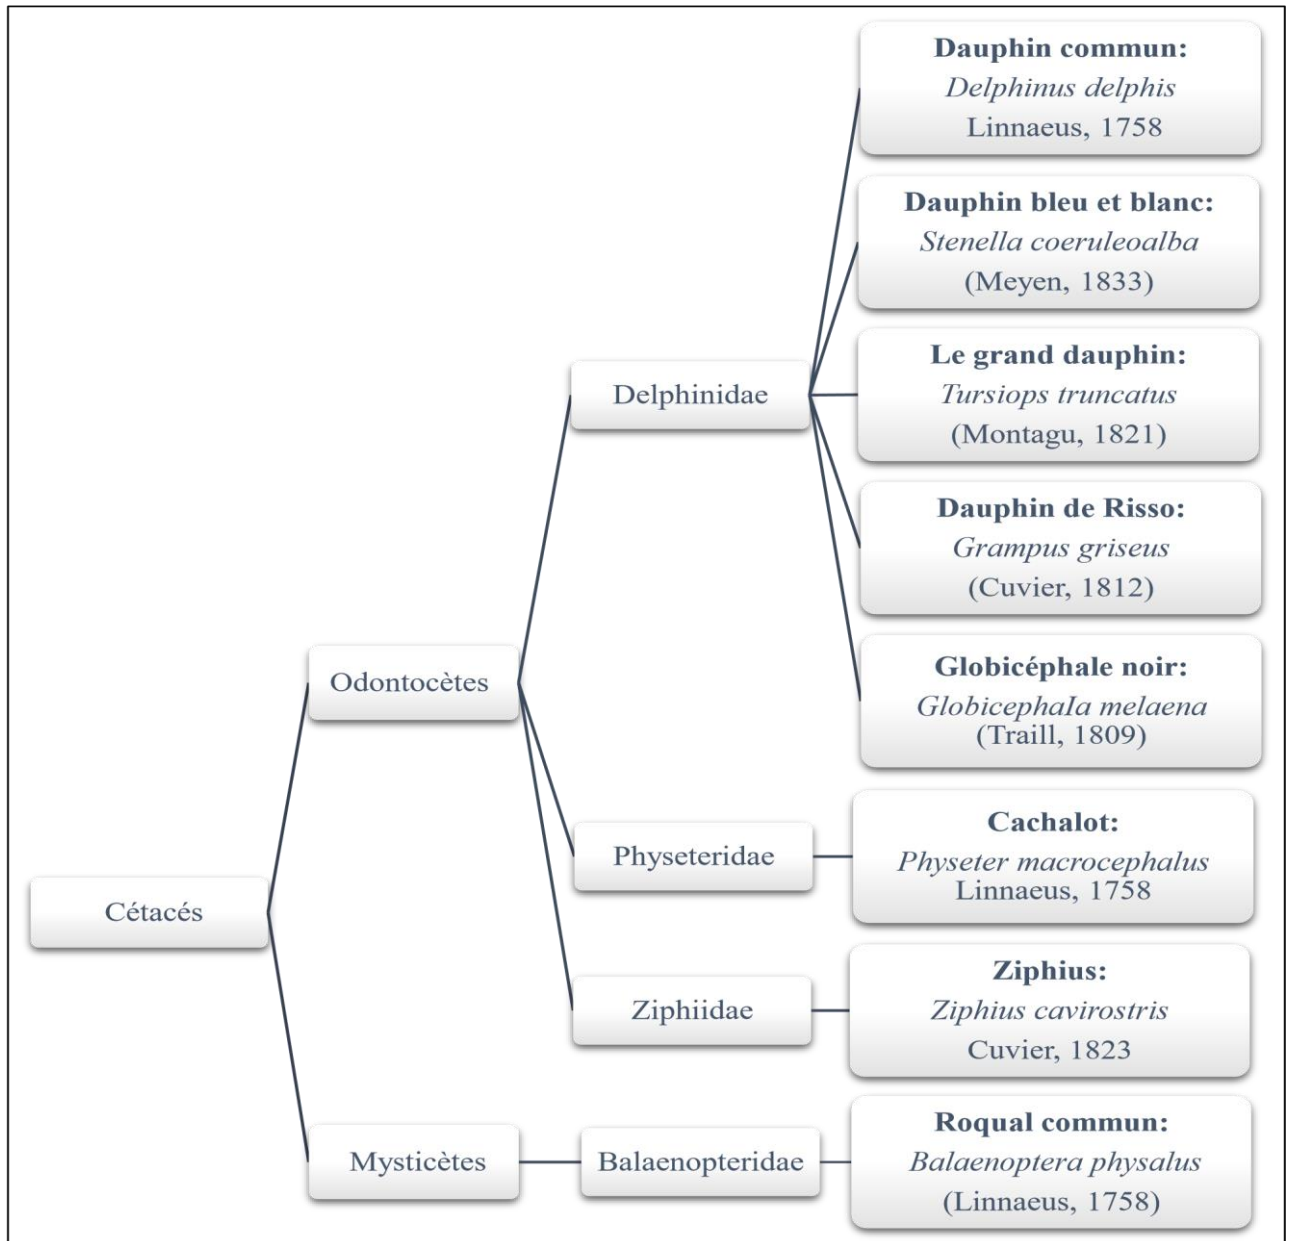 Dauphin commun:
Delphinus delphis
Linnaeus, 1758
Dauphin bleu et blanc:
Stenella coeruleoalba
(Meyen, 1833)
Le grand dauphin:
Tursiops truncatus
(Montagu, 1821)
Delphinidae
Dauphin de Risso:
Grampus griseus
(Cuvier, 1812)
Globicéphale noir:
GlobicephaIa melaena
(Traill, 1809)
Odontocètes
Cachalot:
Physeter macrocephalus
Linnaeus, 1758
Physeteridae
Cétacés
Ziphius:
Ziphius cavirostris
Cuvier, 1823
Ziphiidae
Roqual commun:
Balaenoptera physalus
(Linnaeus, 1758)
Mysticètes
Balaenopteridae